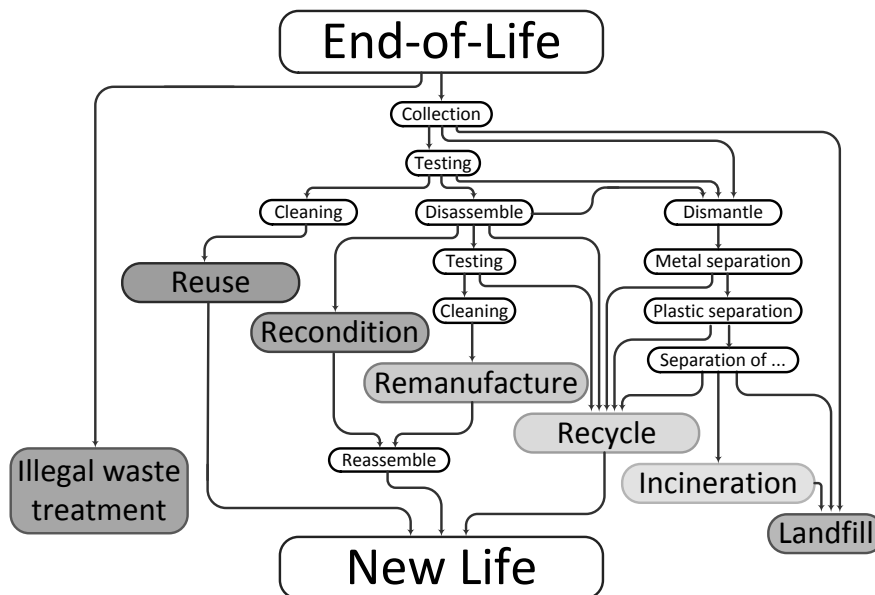 End-of-Life
Collection
Testing
Cleaning
Disassemble
Dismantle
Reuse
Testing
Metal separation
Recondition
Cleaning
Plastic separation
Remanufacture
Separation of ...
Recycle
Reassemble
Illegal waste
treatment
Incineration
Landfill
New Life